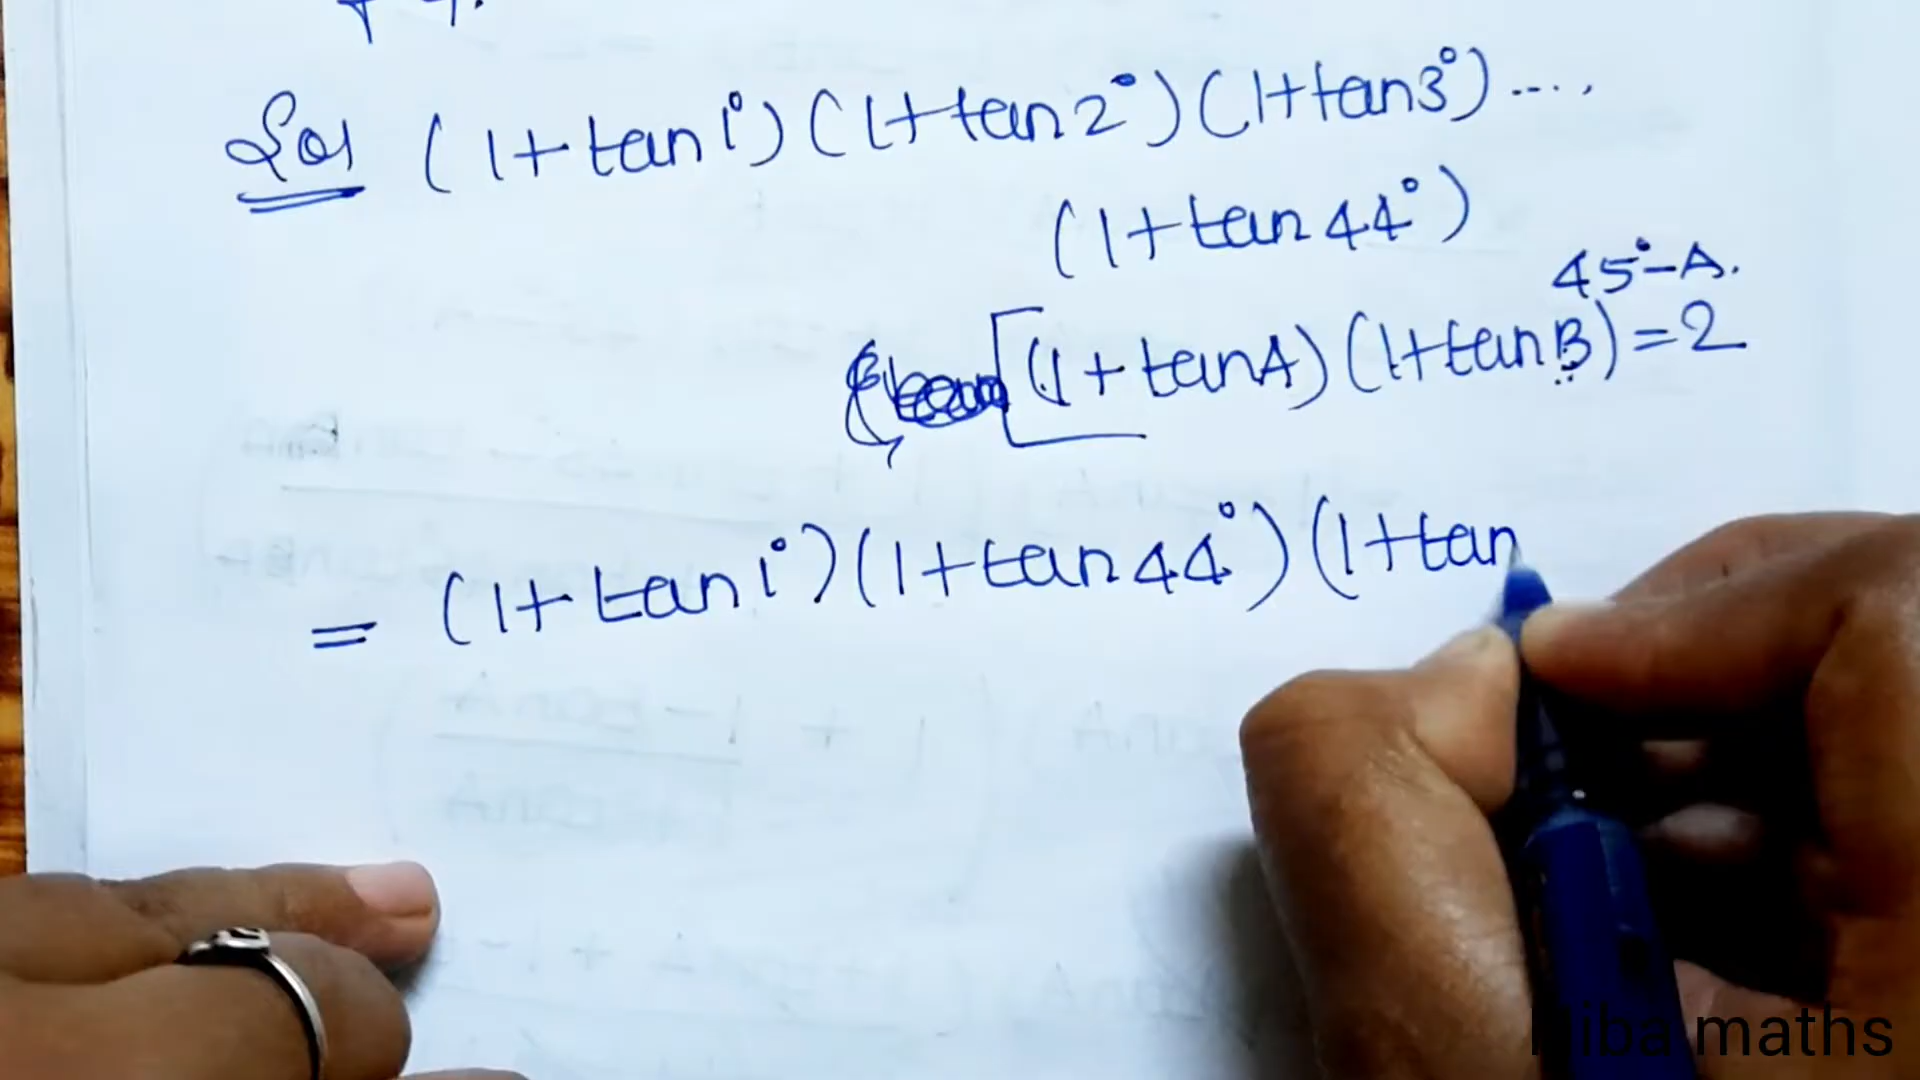 Sol (1+tan1°)(1+tan2°)(1+tan3°)....
(1+tan44°)
45°-A.
[(1+tanA)(1+tanB)=2
= (1+tan1°)(1+tan44°)(1+tan
iba maths